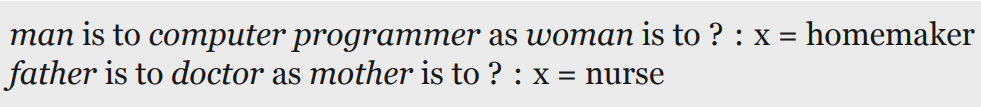 man is to computer programmer as woman is to ? : x = homemaker
father is to doctor as mother is to ? : x = nurse